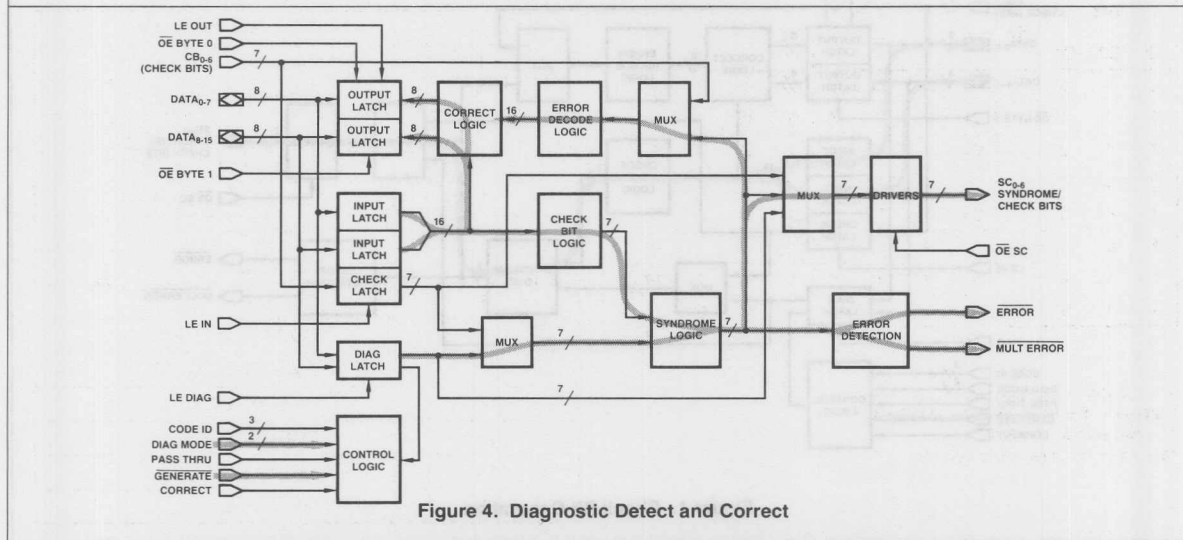 LE OUT
OE BYTE 0
CB0-6
(CHECK BITS)
7
DATA0-7
8
DATA8-15
8
OE BYTE 1
OUTPUT
LATCH
OUTPUT
LATCH
8
8
CORRECT
LOGIC
16
ERROR
DECODE
LOGIC
MUX
INPUT
LATCH
INPUT
LATCH
CHECK
LATCH
16
7
CHECK
BIT
LOGIC
7
MUX
7
DRIVERS
7
SC0-6
SYNDROME/
CHECK BITS
OE SC
LE IN
MUX
7
SYNDROME
LOGIC
7
ERROR
DETECTION
ERROR
MULT ERROR
DIAG
LATCH
7
LE DIAG
CODE ID
3
DIAG MODE
2
PASS THRU
GENERATE
CORRECT
CONTROL
LOGIC
Figure 4. Diagnostic Detect and Correct